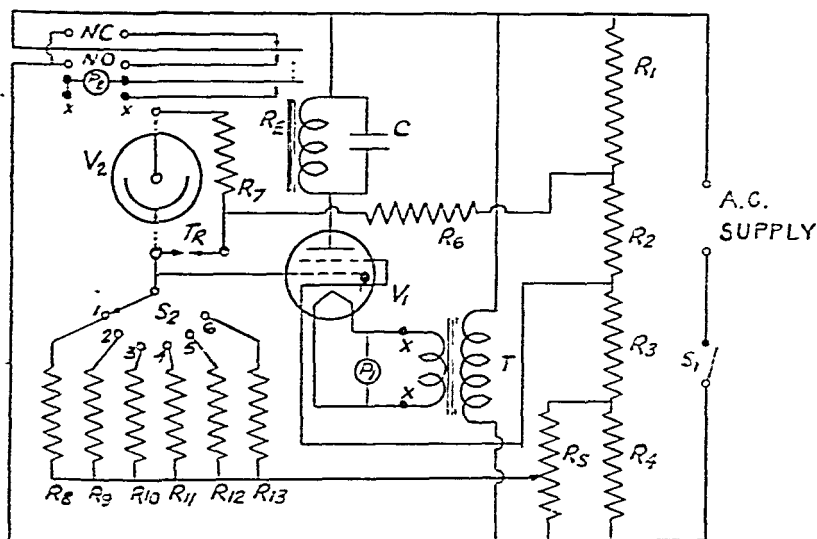 NC
NO
P2
X X
RE
C
R1
V2
R7
TR
R6
R2
A.C.
SUPPLY
V1
1 S2 6
2 3 4 5
X
P1
X
T
R3
S1
R5
R4
R8 R9 R10 R11 R12 R13